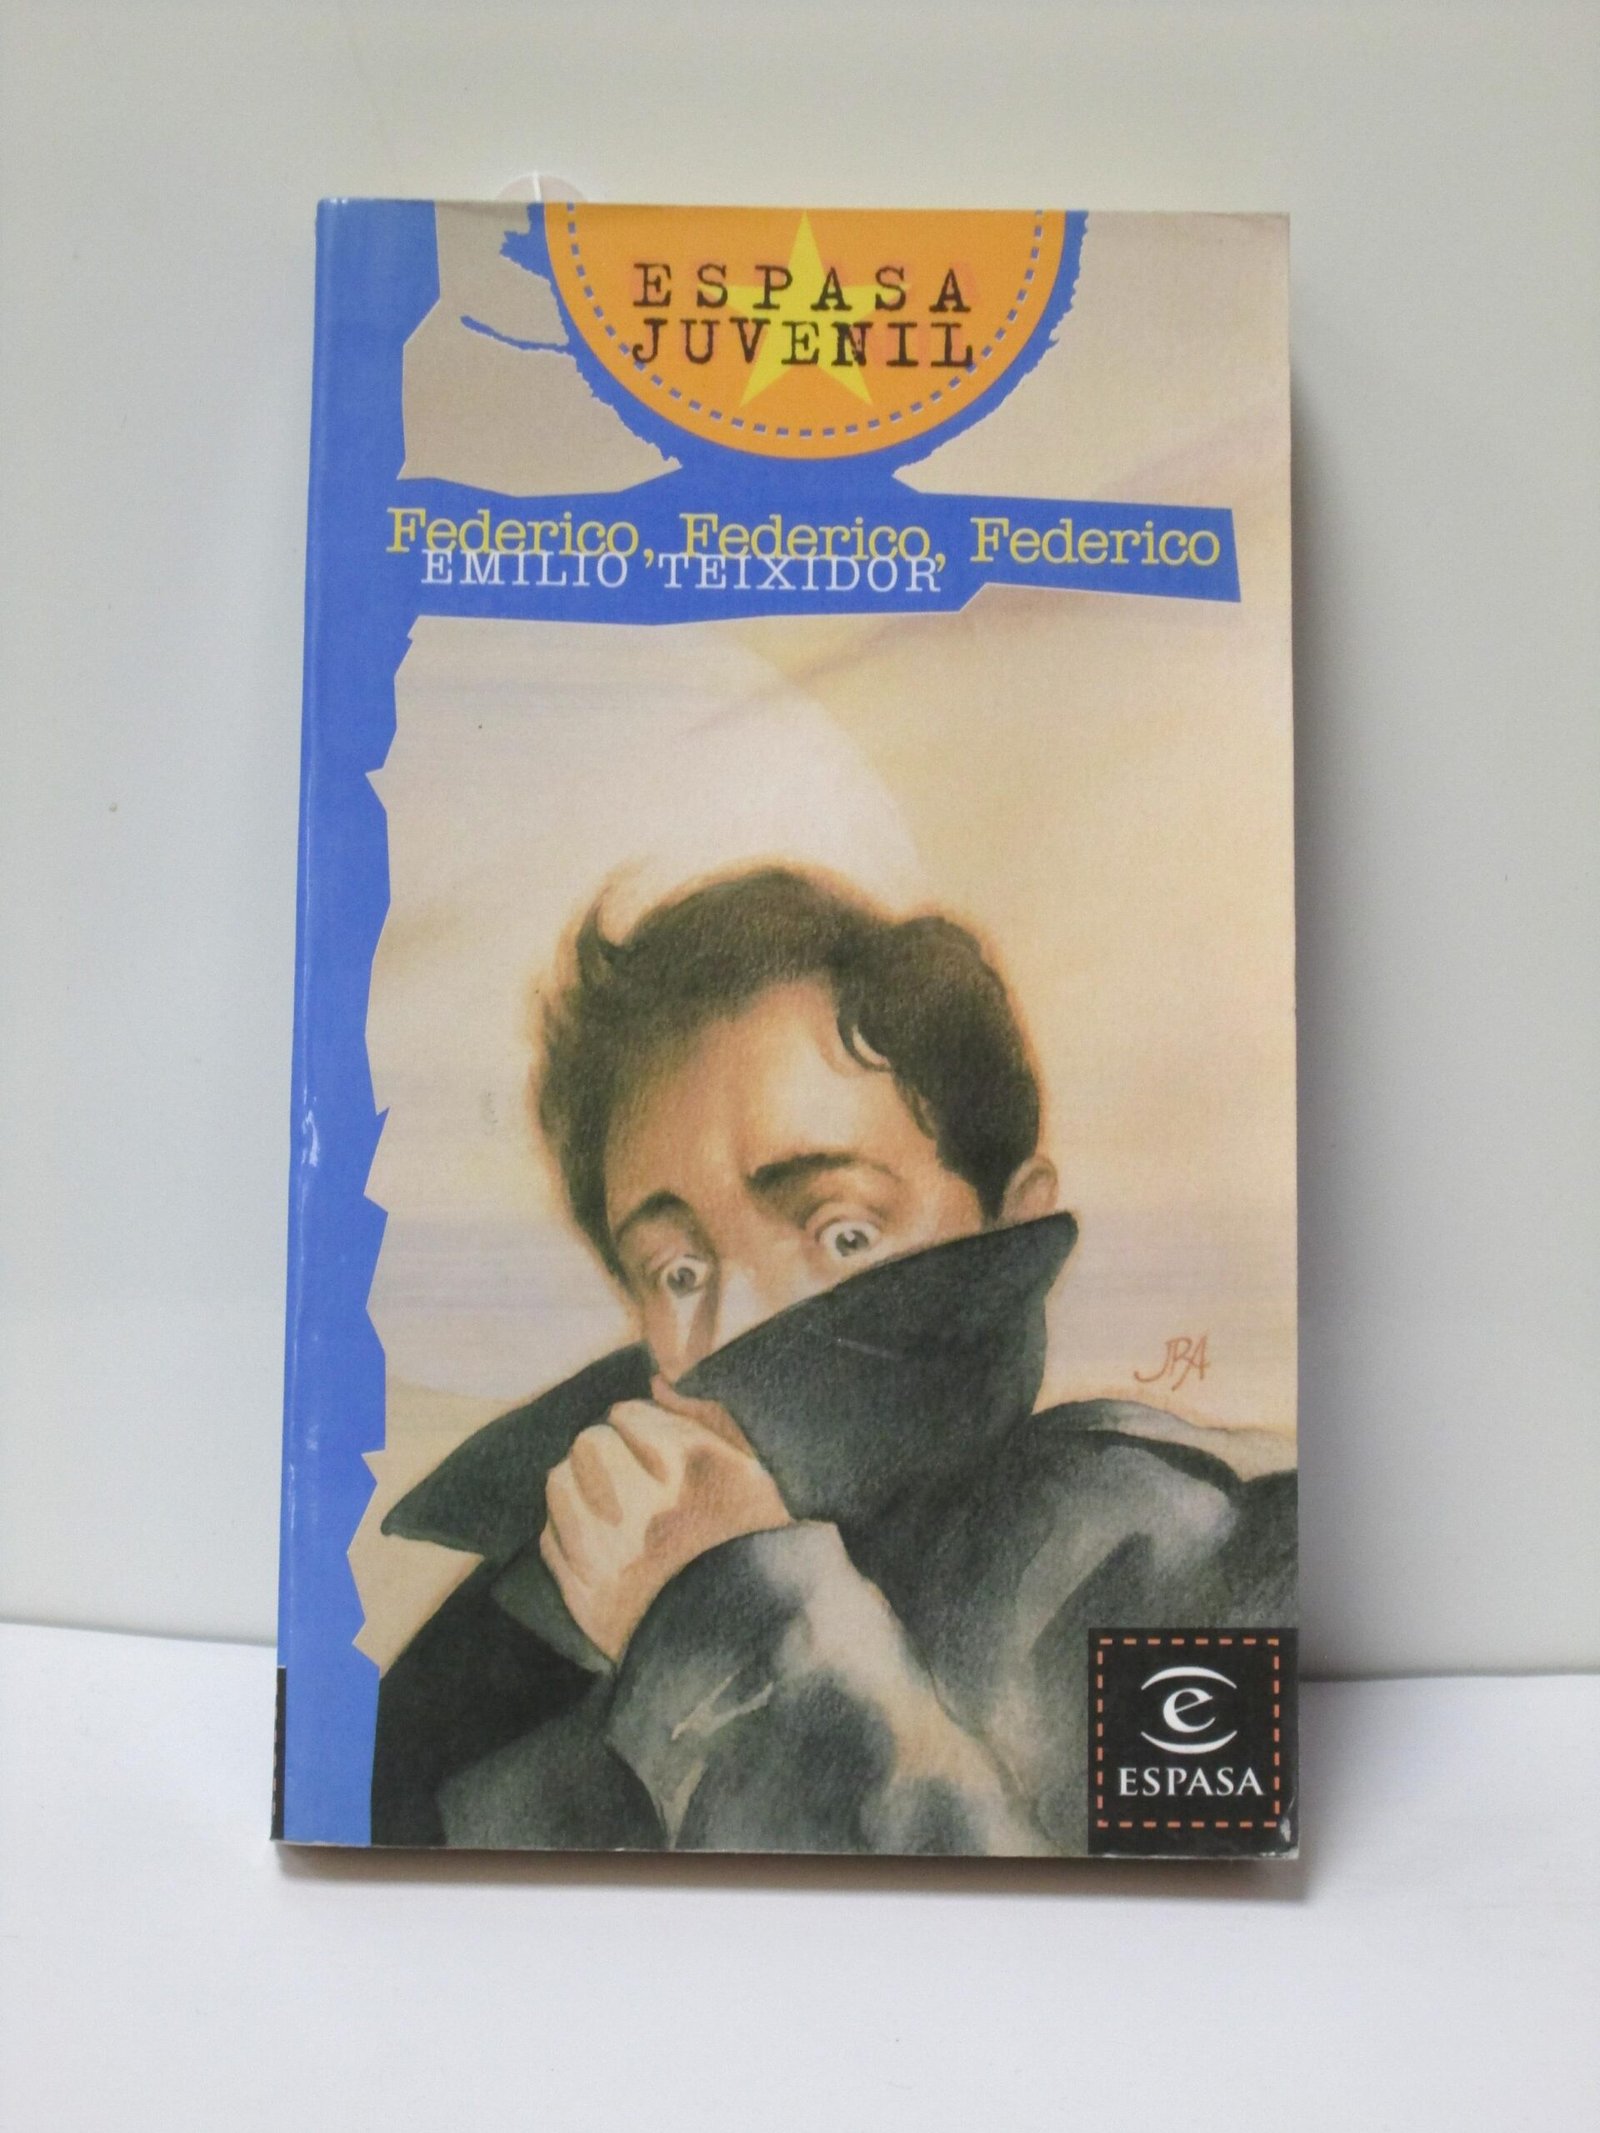 ESPASA
JUVENIL
Federico, Federico, Federico
EMILIO TEIXIDOR
JBA
e
ESPASA